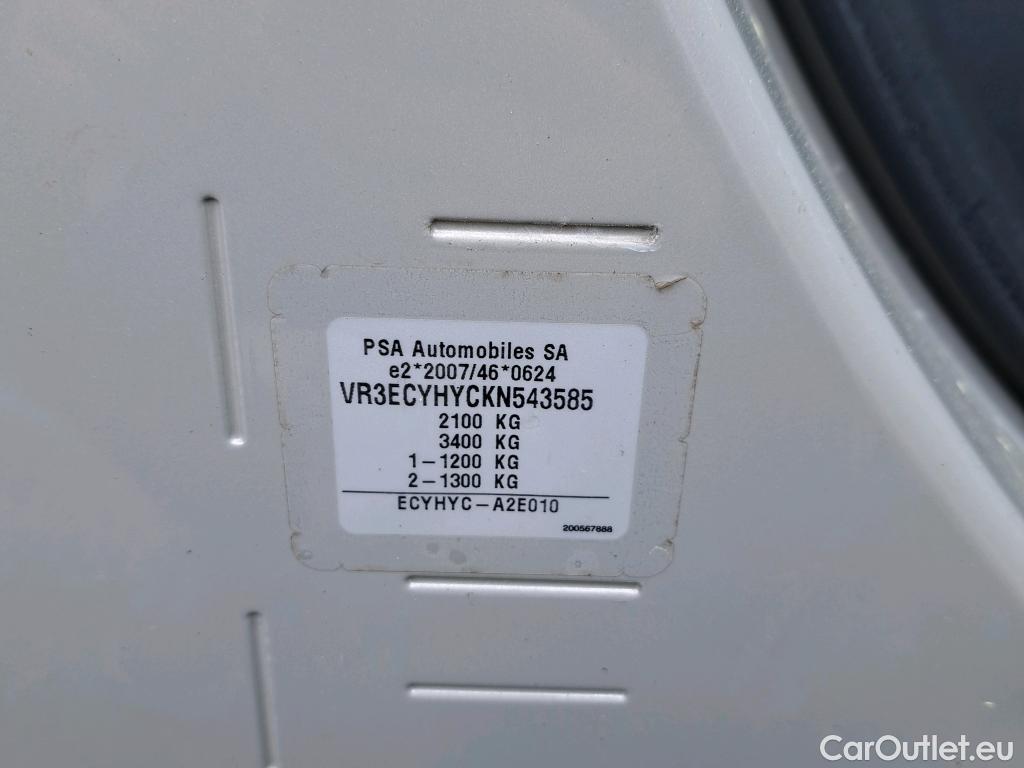 PSA Automobiles SA
e2*2007/46*0624
VR3ECYHYCKN543585
2100 KG
3400 KG
1-1200 KG
2-1300 KG
ECYHYC-A2E010
200567888
CarOutlet.eu